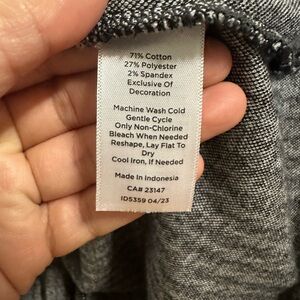 71% Cotton
27% Polyester
2% Spandex
Exclusive Of
Decoration
Machine Wash Cold
Gentle Cycle
Only Non-Chlorine
Bleach When Needed
Reshape, Lay Flat To
Dry
Cool Iron, If Needed
Made In Indonesia
CA# 23147
ID5359 04/23